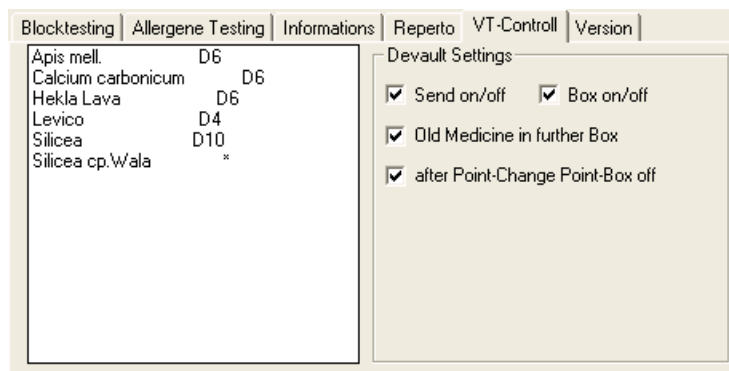 Blocktesting Allergene Testing Informations Reperto VT-Controll Version
Apis mell. D6
Calcium carbonicum D6
Hekla Lava D6
Levico D4
Silicea D10
Silicea cp.Wala *
Devault Settings
Send on/off Box on/off
Old Medicine in further Box
after Point-Change Point-Box off